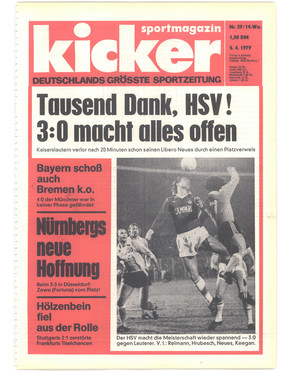 sportmagazin
kicker
Nr. 29/14. Wo.
1,50 DM
5. 4. 1979
DEUTSCHLANDS GRÖSSTE SPORTZEITUNG
Tausend Dank, HSV!
3:0 macht alles offen
Kaiserslautern verlor nach 20 Minuten schon seinen Libero Neues durch einen Platzverweis
Bayern schoß
auch
Bremen k.o.
4:0 der Münchner war in
keiner Phase gefährdet
Nürnbergs
neue
Hoffnung
Beim 3:3 in Düsseldorf
Zewe (Fortuna) vom Platz!
Hölzenbein
fiel
aus der Rolle
Stuttgarts 2:1 zerstörte
Frankfurts Titelchancen
Der HSV macht die Meisterschaft wieder spannend — 3:0
gegen Lauterer. V. l.: Reimann, Hrubesch, Neues, Keegan.